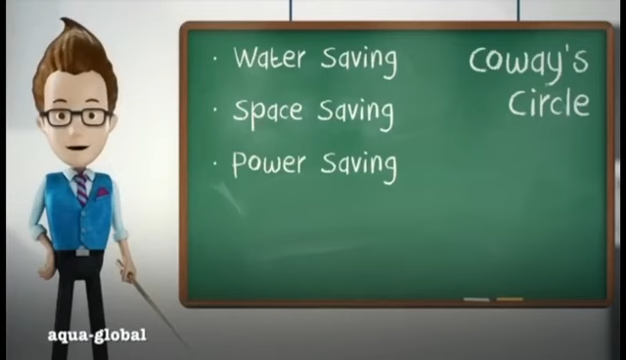 · Water Saving
· Space Saving
· Power Saving
Coway's
Circle
aqua-global